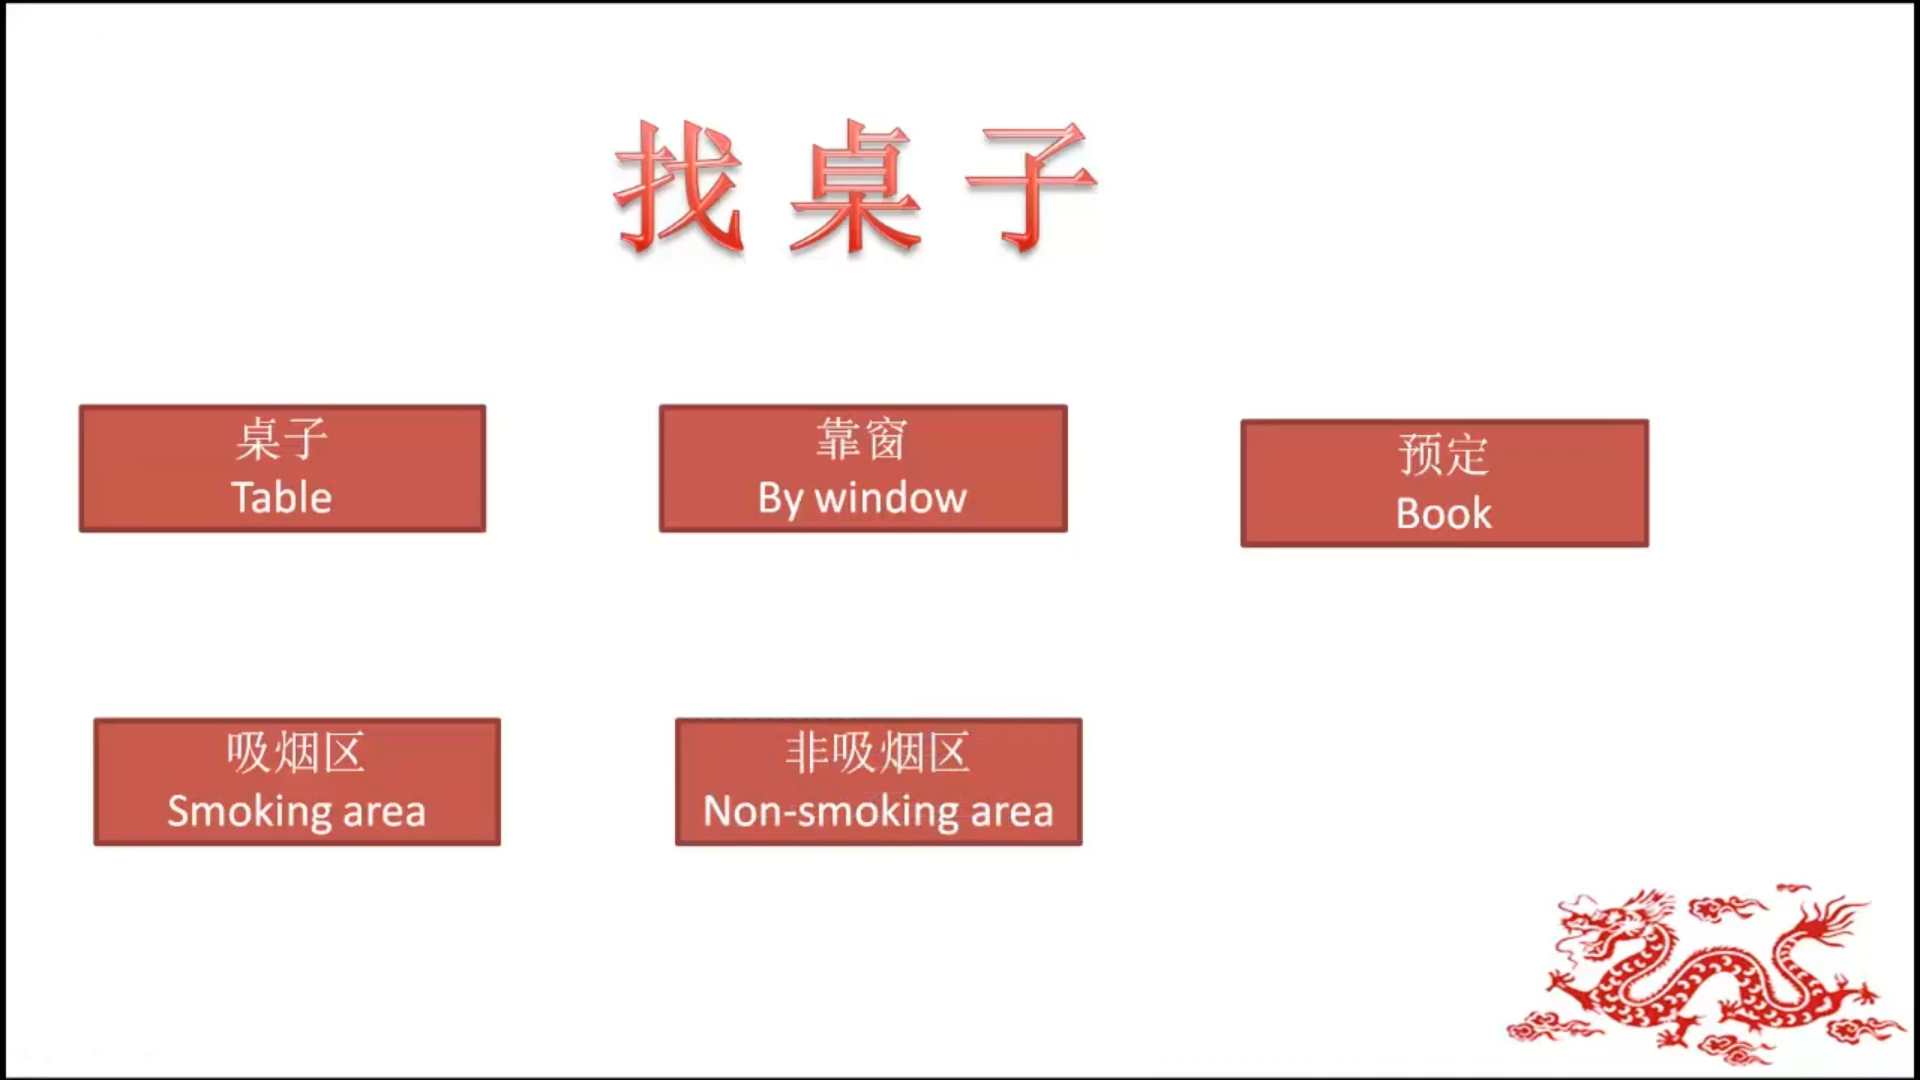 找桌子
桌子
Table
靠窗
By window
预定
Book
吸烟区
Smoking area
非吸烟区
Non-smoking area